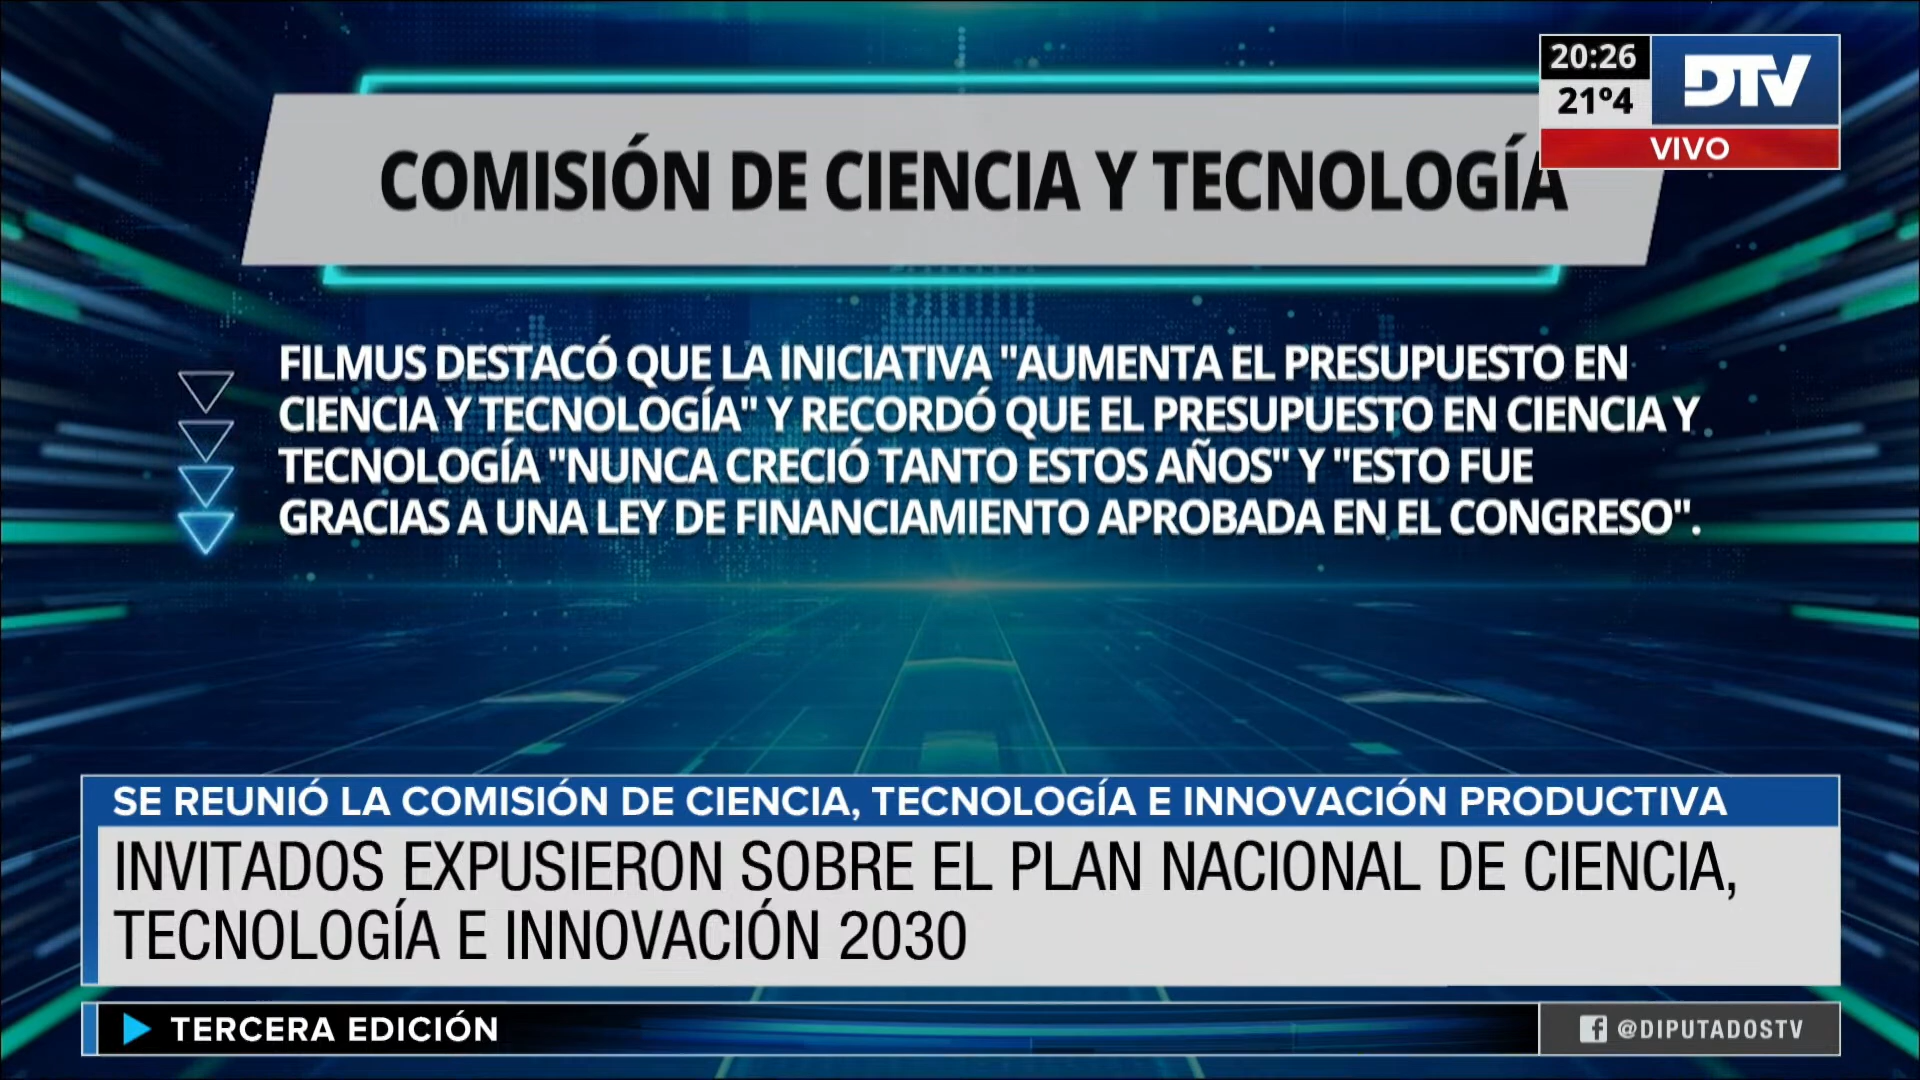 20:26
21º4
DTV
VIVO
COMISIÓN DE CIENCIA Y TECNOLOGÍA
FILMUS DESTACÓ QUE LA INICIATIVA "AUMENTA EL PRESUPUESTO EN
CIENCIA Y TECNOLOGÍA" Y RECORDÓ QUE EL PRESUPUESTO EN CIENCIA Y
TECNOLOGÍA "NUNCA CRECIÓ TANTO ESTOS AÑOS" Y "ESTO FUE
GRACIAS A UNA LEY DE FINANCIAMIENTO APROBADA EN EL CONGRESO".
SE REUNIÓ LA COMISIÓN DE CIENCIA, TECNOLOGÍA E INNOVACIÓN PRODUCTIVA
INVITADOS EXPUSIERON SOBRE EL PLAN NACIONAL DE CIENCIA,
TECNOLOGÍA E INNOVACIÓN 2030
TERCERA EDICIÓN
@DIPUTADOSTV